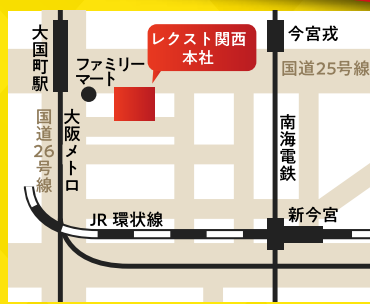 大国町駅
ファミリー
マート
レクスト関西
本社
今宮戎
国道25号線
国道26号線
大阪メトロ
南海電鉄
JR 環状線
新今宮